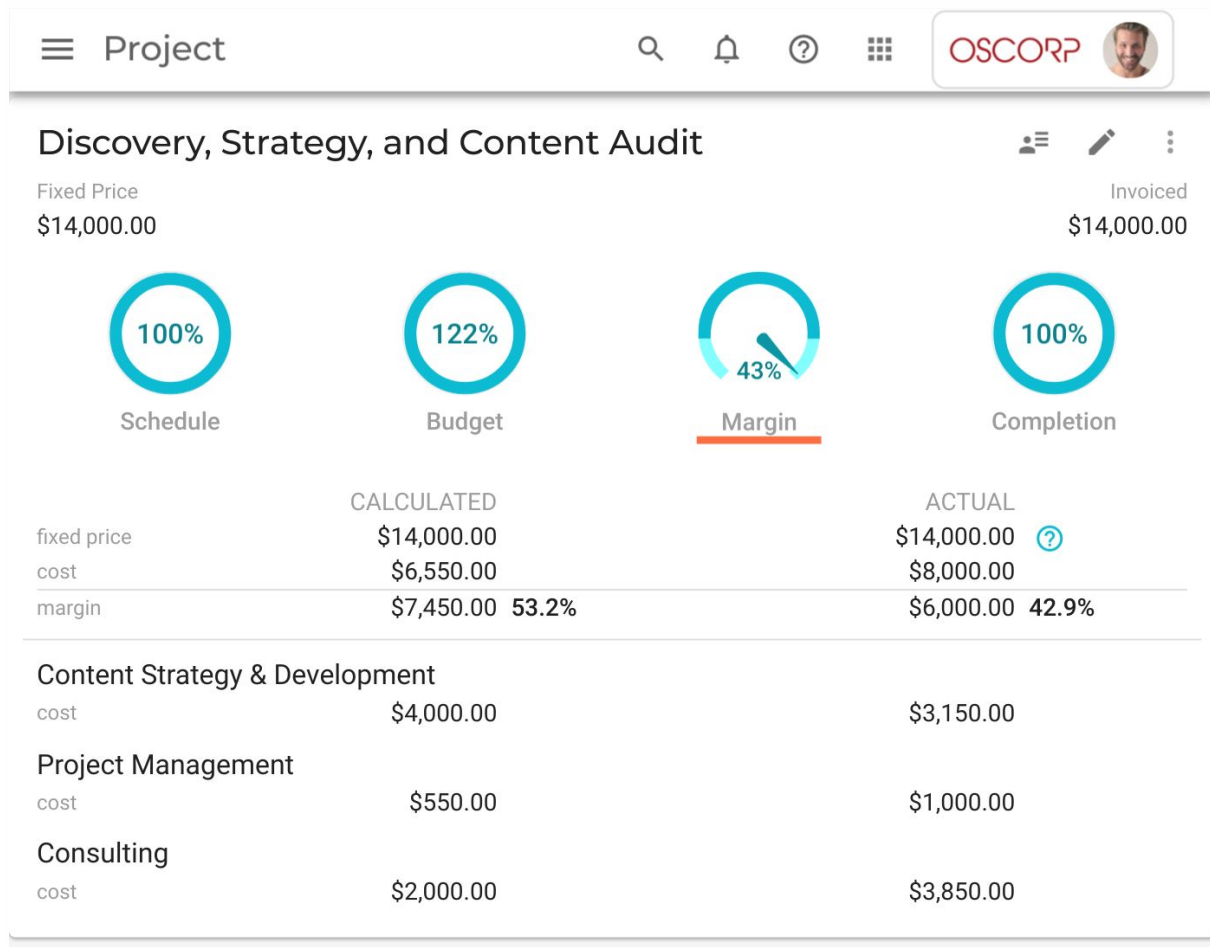 Project
OSCORP
Discovery, Strategy, and Content Audit
Fixed Price Invoiced
$14,000.00 $14,000.00
100% 122% 43% 100%
Schedule Budget Margin Completion
CALCULATED ACTUAL
fixed price $14,000.00 $14,000.00 ?
cost $6,550.00 $8,000.00
margin $7,450.00 53.2% $6,000.00 42.9%
Content Strategy & Development
cost $4,000.00 $3,150.00
Project Management
cost $550.00 $1,000.00
Consulting
cost $2,000.00 $3,850.00